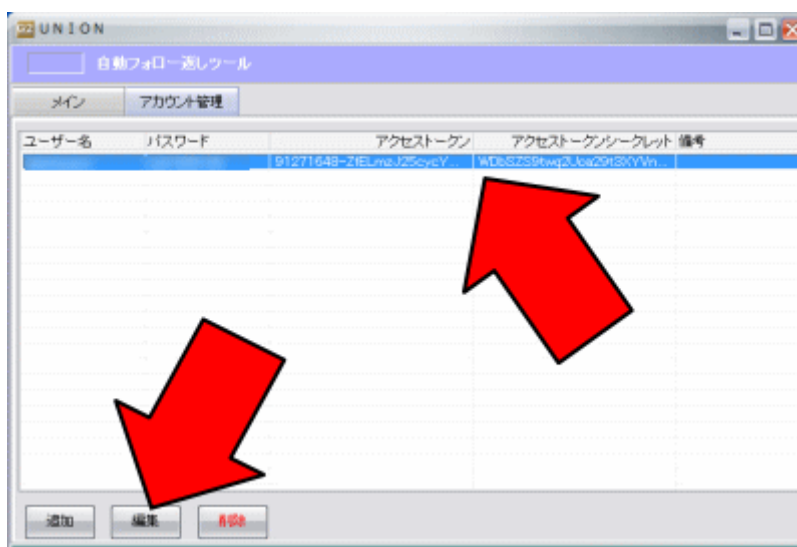 UNION
自動フォロー返しツール
メイン アカウント管理
ユーザー名 パスワード アクセストークン アクセストークンシークレット 備考
追加 編集 削除